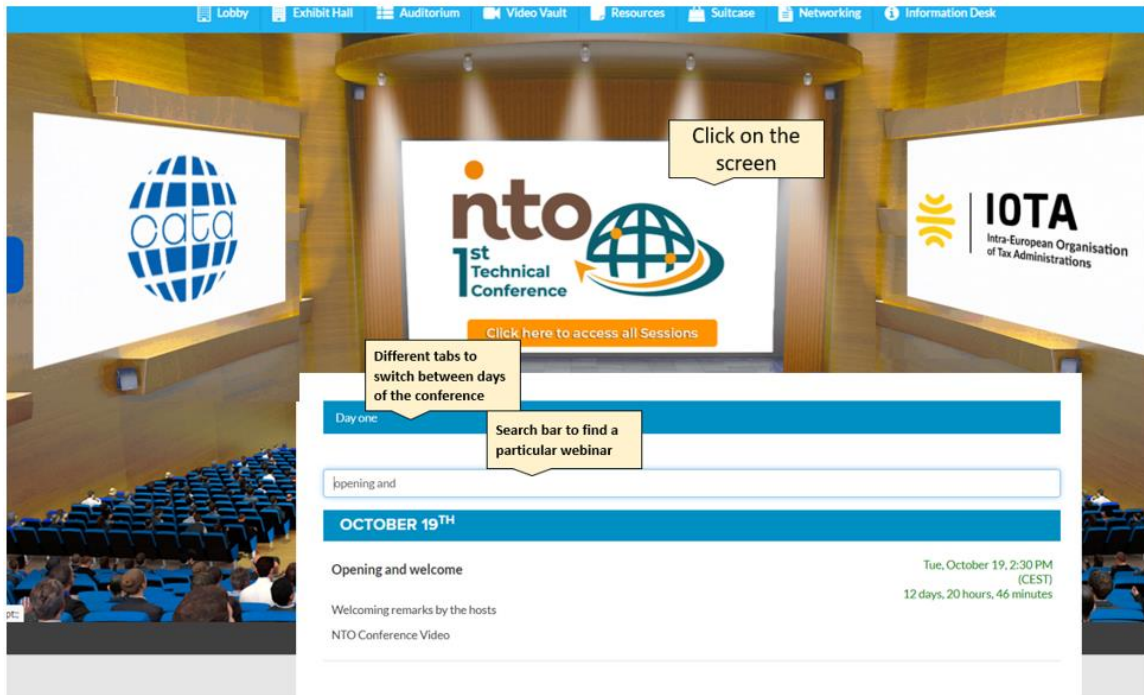 Lobby Exhibit Hall Auditorium Video Vault Resources Suitcase Networking Information Desk
Click on the
screen
cata
nto
1st
Technical
Conference
Click here to access all Sessions
IOTA
Intra-European Organisation
of Tax Administrations
Different tabs to
switch between days
of the conference
Day one
Search bar to find a
particular webinar
opening and
OCTOBER 19TH
Opening and welcome
Tue, October 19, 2:30 PM
(CEST)
12 days, 20 hours, 46 minutes
Welcoming remarks by the hosts
NTO Conference Video